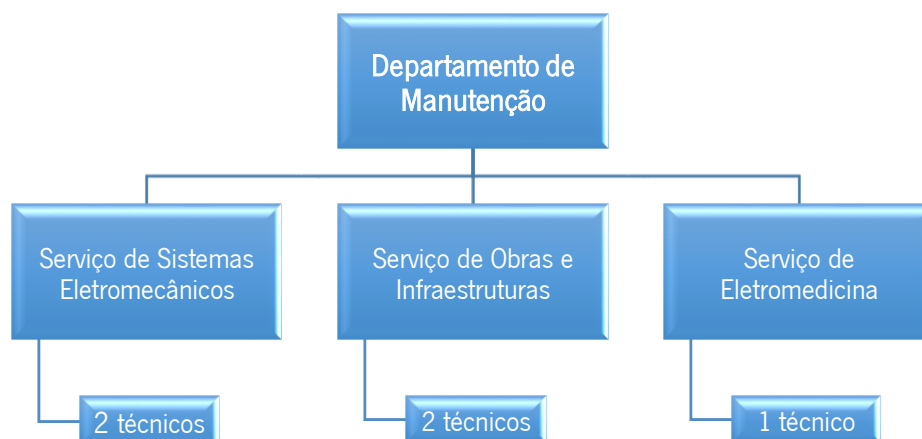 Departamento de
Manutenção
Serviço de Sistemas
Eletromecânicos
Serviço de Obras e
Infraestruturas
Serviço de
Eletromedicina
2 técnicos
2 técnicos
1 técnico